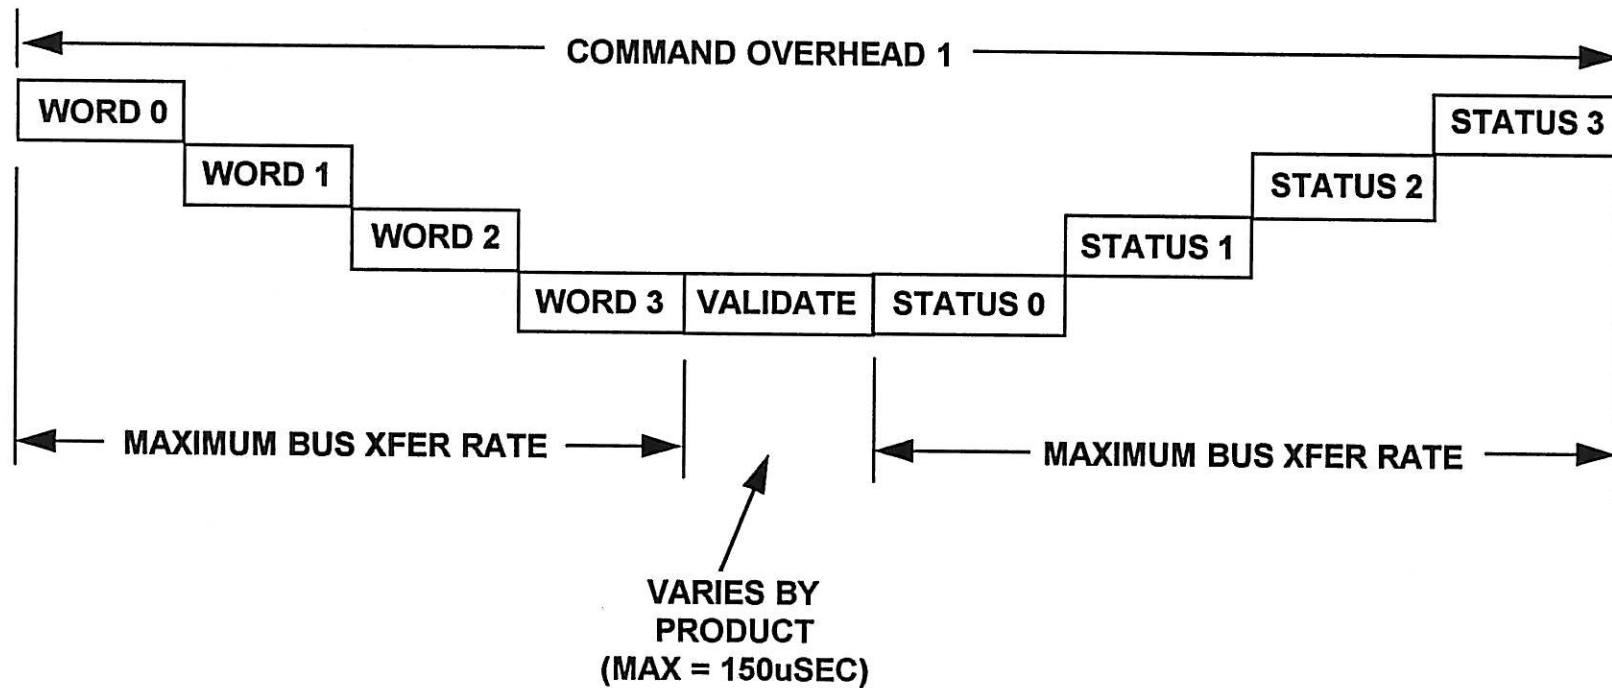 COMMAND OVERHEAD 1
WORD 0
STATUS 3
WORD 1
STATUS 2
WORD 2
STATUS 1
WORD 3
VALIDATE
STATUS 0
MAXIMUM BUS XFER RATE
MAXIMUM BUS XFER RATE
VARIES BY
PRODUCT
(MAX = 150uSEC)